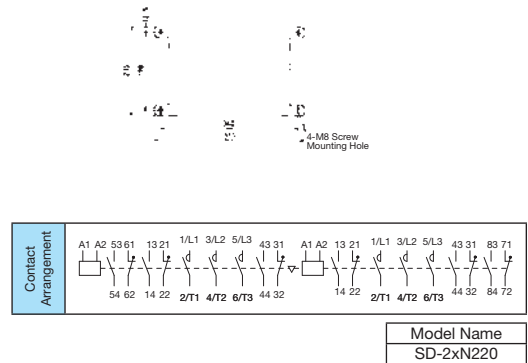 4-M8 Screw
Mounting Hole
Contact
Arrangement
A1 A2 53 61 13 21 1/L1 3/L2 5/L3 43 31 A1 A2 13 21 1/L1 3/L2 5/L3 43 31 83 71
54 62 14 22 2/T1 4/T2 6/T3 44 32 14 22 2/T1 4/T2 6/T3 44 32 84 72
Model Name
SD-2xN220